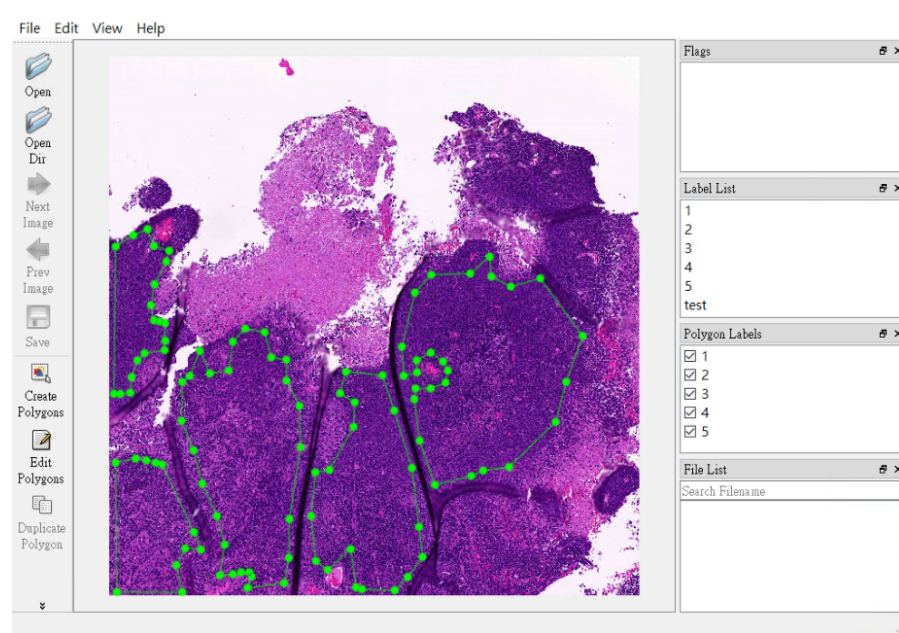 File Edit View Help
Open
Open
Dir
Next
Image
Prev
Image
Save
Create
Polygons
Edit
Polygons
Duplicate
Polygon
Flags
Label List
1
2
3
4
5
test
Polygon Labels
1
2
3
4
5
File List
Search Filename